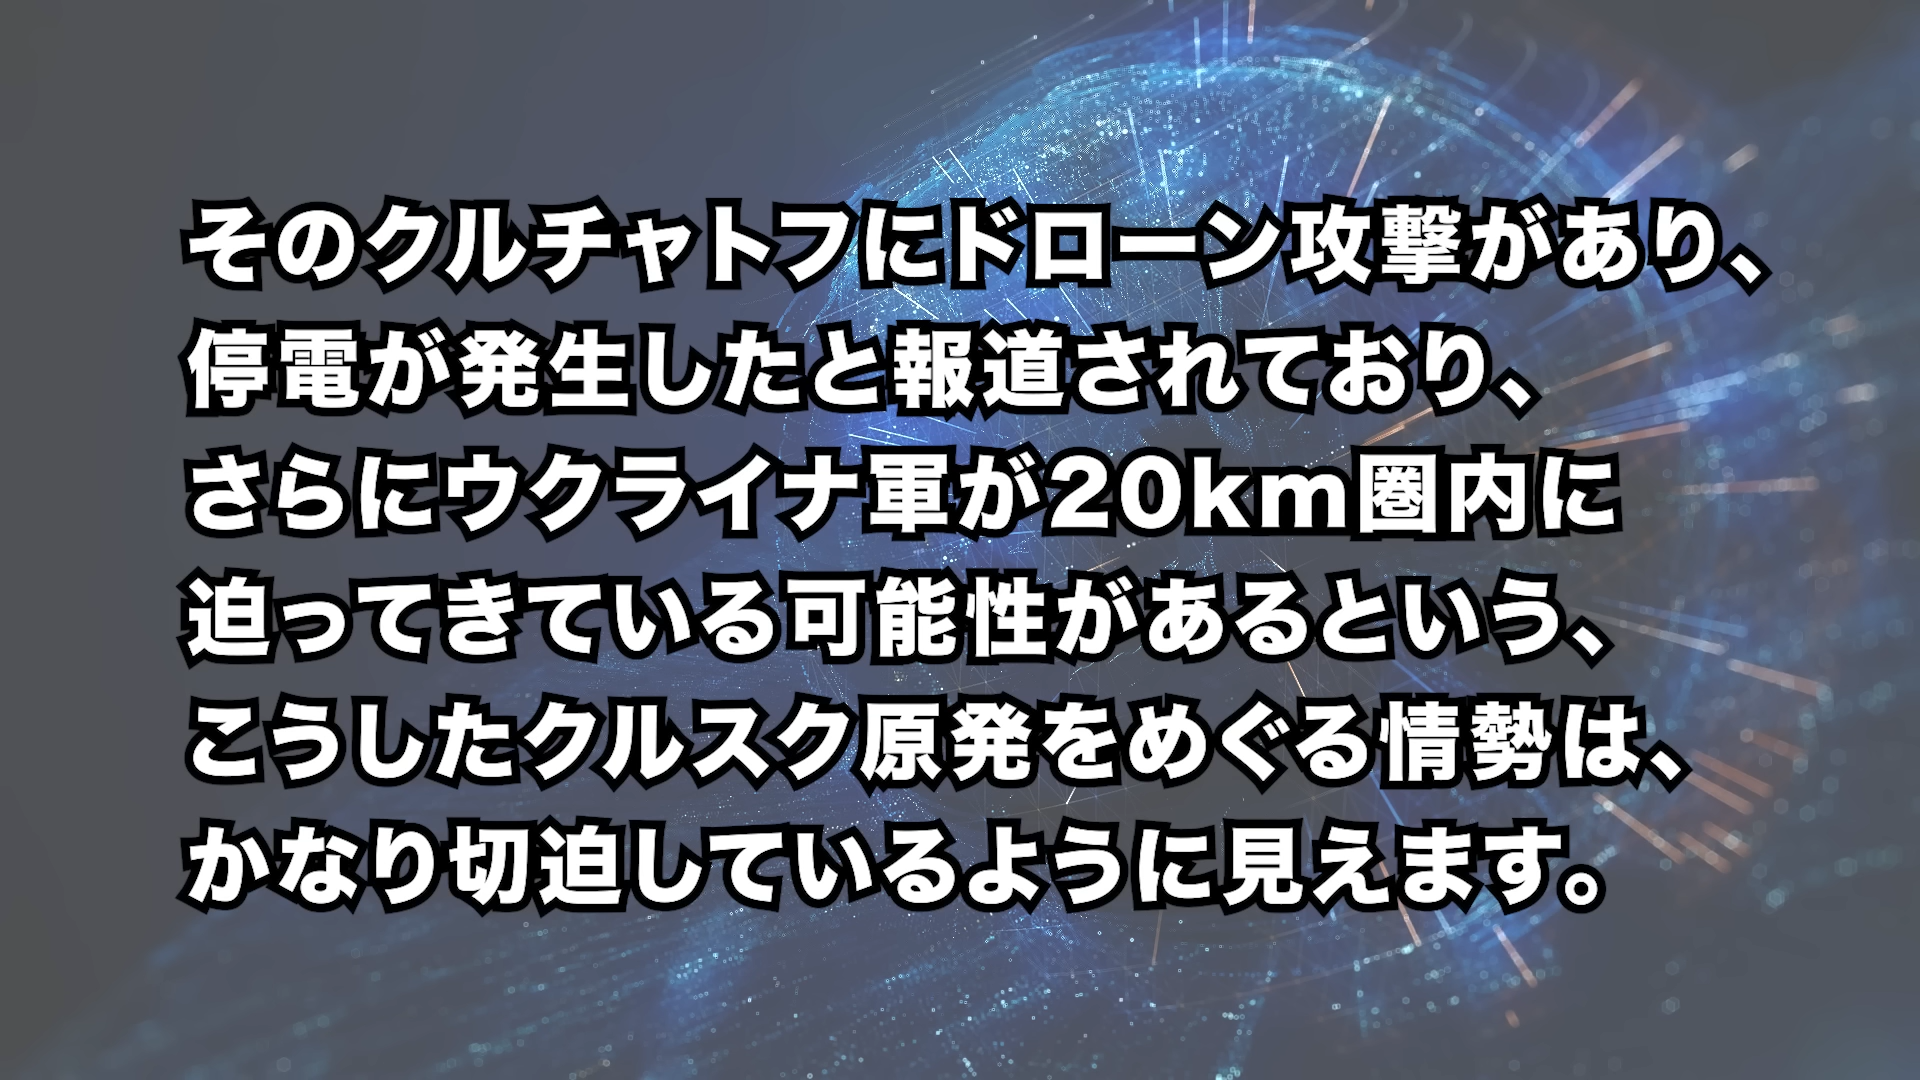 そのクルチャトフにドローン攻撃があり、
停電が発生したと報道されており、
さらにウクライナ軍が20km圏内に
迫ってきている可能性があるという、
こうしたクルスク原発をめぐる情勢は、
かなり切迫しているように見えます。